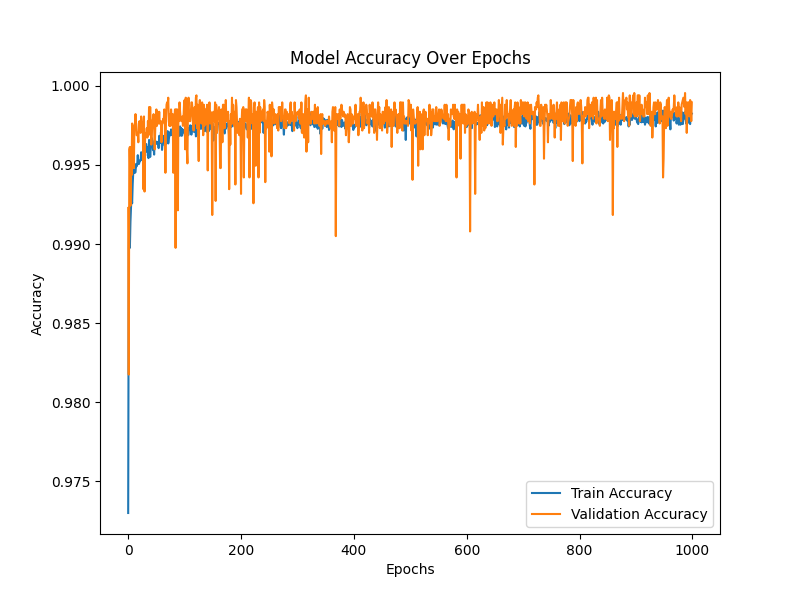 Model Accuracy Over Epochs
1.000
0.995
0.990
0.985
0.980
0.975
Accuracy
0 200 400 600 800 1000
Epochs
Train Accuracy
Validation Accuracy